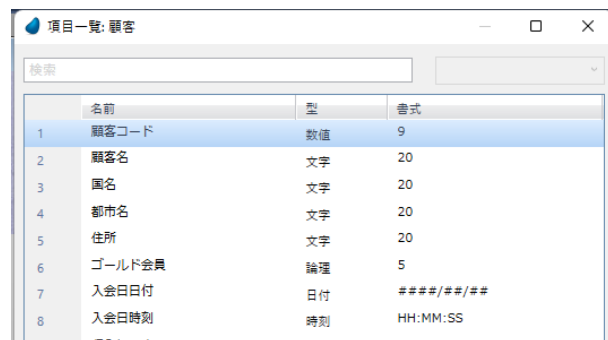 項目一覧: 顧客
検索
名前 型 書式
1 顧客コード 数値 9
2 顧客名 文字 20
3 国名 文字 20
4 都市名 文字 20
5 住所 文字 20
6 ゴールド会員 論理 5
7 入会日日付 日付 ####/##/##
8 入会日時刻 時刻 HH:MM:SS